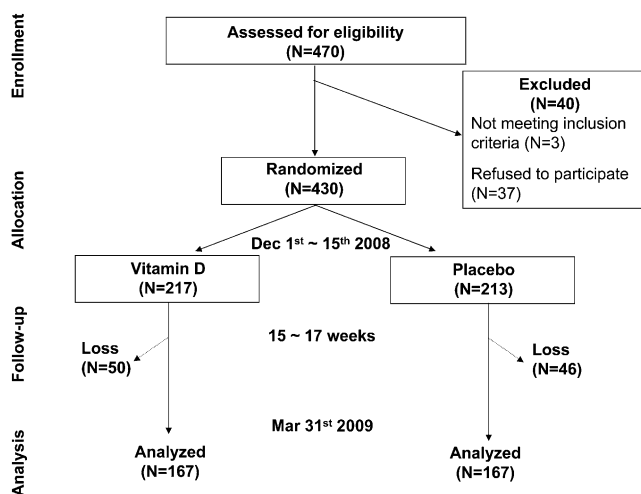 Enrollment
Assessed for eligibility
(N=470)
Excluded
(N=40)
Not meeting inclusion
criteria (N=3)
Refused to participate
(N=37)
Allocation
Randomized
(N=430)
Dec 1st ~ 15th 2008
Vitamin D
(N=217)
Placebo
(N=213)
Follow-up
15 ~ 17 weeks
Loss
(N=50)
Loss
(N=46)
Analysis
Mar 31st 2009
Analyzed
(N=167)
Analyzed
(N=167)